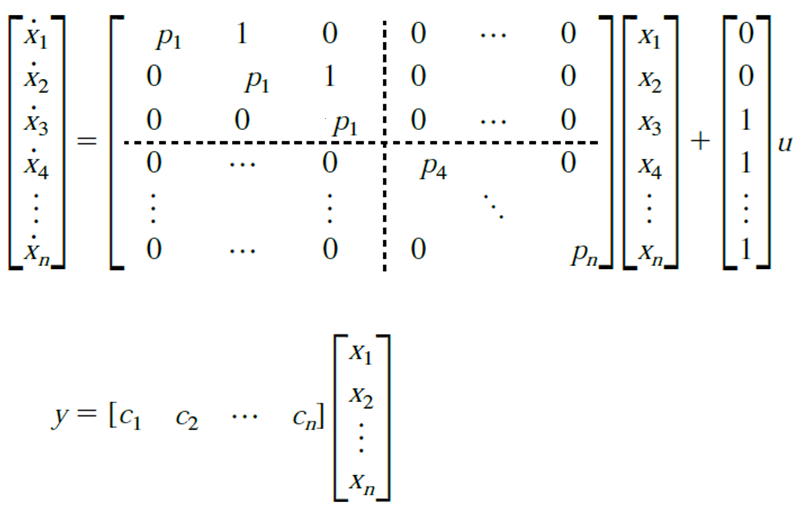 ẋ₁ p₁ 1 0 0 ⋯ 0 x₁ 0
ẋ₂ 0 p₁ 1 0 0 x₂ 0
ẋ₃ = 0 0 p₁ 0 ⋯ 0 x₃ + 1 u
ẋ₄ 0 ⋯ 0 p₄ 0 x₄ 1
⋮ ⋮ ⋮ ⋱ ⋮ ⋮
ẋₙ 0 ⋯ 0 0 pₙ xₙ 1
x₁
y = [c₁ c₂ ⋯ cₙ] x₂
⋮
xₙ